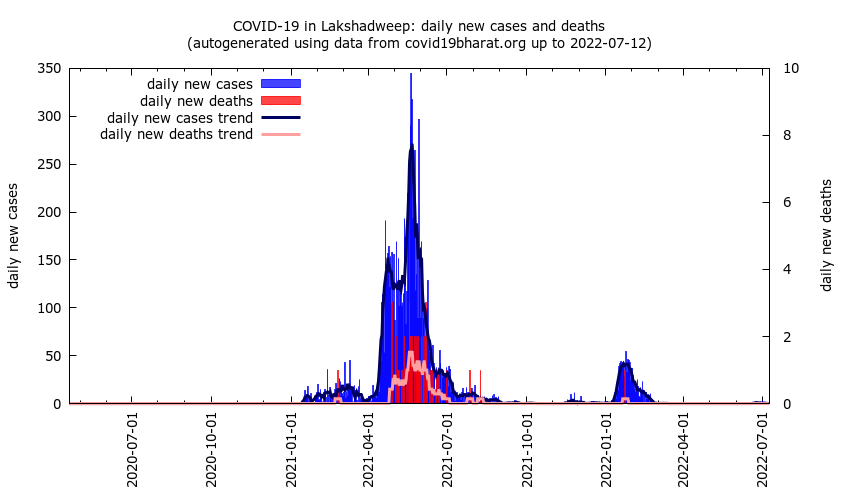 COVID-19 in Lakshadweep: daily new cases and deaths
(autogenerated using data from covid19bharat.org up to 2022-07-12)
daily new cases
daily new deaths
daily new cases trend
daily new deaths trend
350
300
250
200
150
100
50
0
10
8
6
4
2
0
daily new cases
daily new deaths
2020-07-01
2020-10-01
2021-01-01
2021-04-01
2021-07-01
2021-10-01
2022-01-01
2022-04-01
2022-07-01